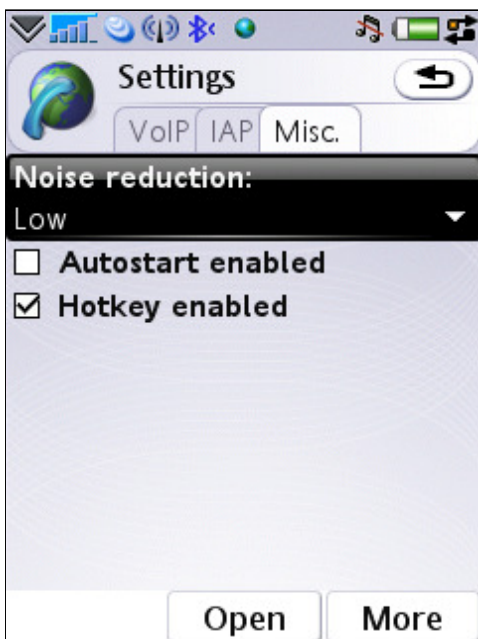 Settings
VoIP IAP Misc.
Noise reduction:
Low
Autostart enabled
Hotkey enabled
Open More